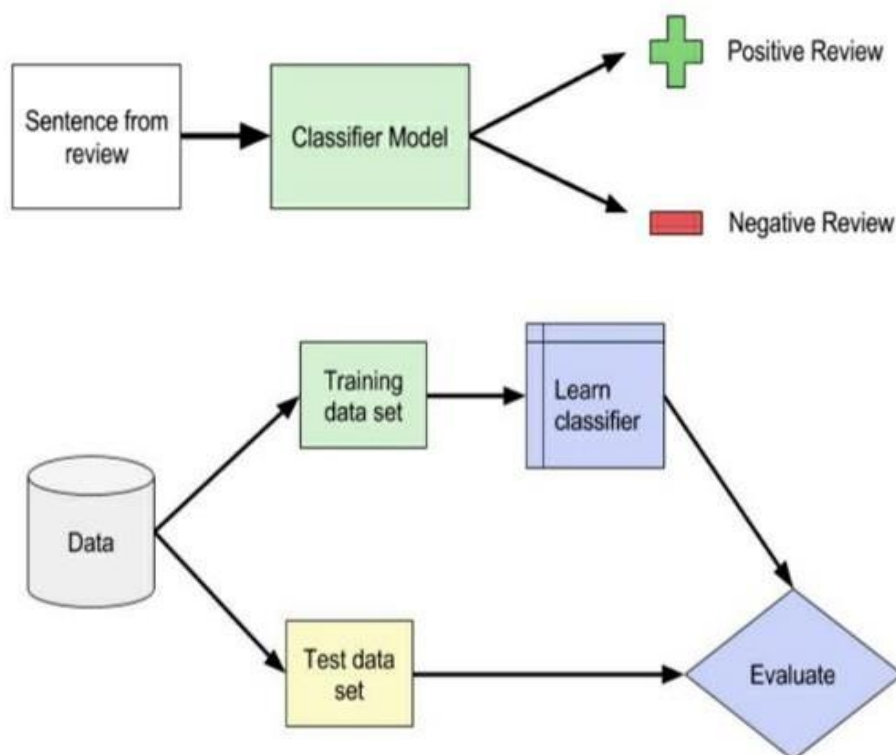 Positive Review
Sentence from
review
Classifier Model
Negative Review
Training
data set
Learn
classifier
Data
Test data
set
Evaluate